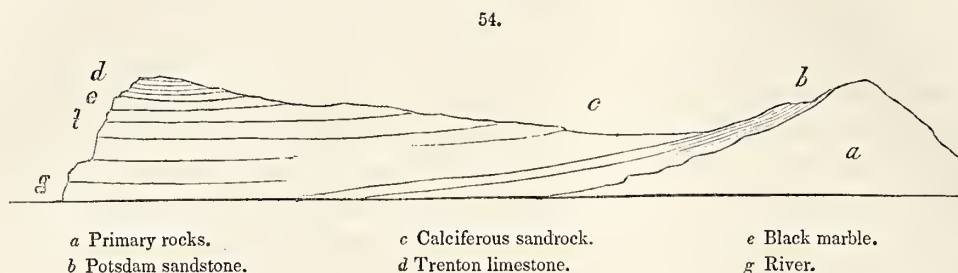 54.
d
e
l
g
c
b
a
a Primary rocks.
c Calciferous sandrock.
e Black marble.
b Potsdam sandstone.
d Trenton limestone.
g River.